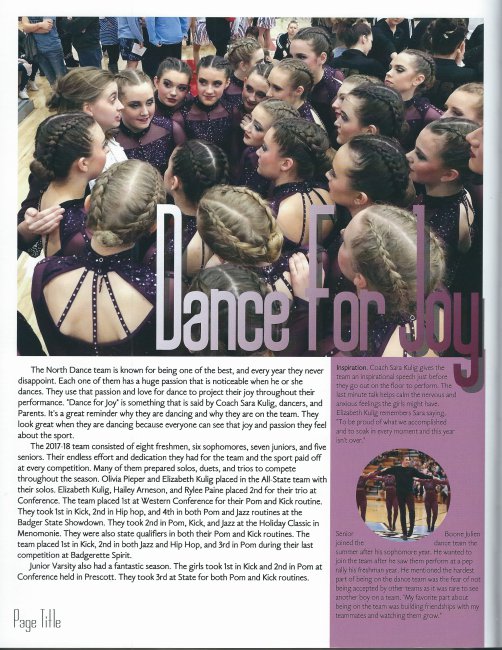 Dance For Joy
The North Dance team is known for being one of the best, and every year they never
disappoint. Each one of them has a huge passion that is noticeable when he or she
dances. They use that passion and love for dance to project their joy throughout their
performance. "Dance for joy" is something that is said by Coach Sara Kulig, dancers, and
Parents. It's a great reminder why they are dancing and why they are on the team. They
look great when they are dancing because everyone can see that joy and passion they feel
about the sport.
The 2017-18 team consisted of eight freshmen, six sophomores, seven juniors, and five
seniors. Their endless effort and dedication they had for the team and the sport paid off
at every competition. Many of them prepared solos, duets, and trios to compete
throughout the season. Olivia Pieper and Elizabeth Kulig placed in the All-State team with
their solos. Elizabeth Kulig, Hailey Arneson, and Rylee Paine placed 2nd for their trio at
Conference. The team placed 1st at Western Conference for their Pom and Kick routine.
They took 1st in Kick, 2nd in Hip hop, and 4th in both Pom and Jazz routines at the
Badger State Showdown. They took 2nd in Pom, Kick, and Jazz at the Holiday Classic in
Menomonie. They were also state qualifiers in both their Pom and Kick routines. The
team placed 1st in Kick, 2nd in both Jazz and Hip Hop, and 3rd in Pom during their last
competition at Badgerette Spirit.
Junior Varsity also had a fantastic season. The girls took 1st in Kick and 2nd in Pom at
Conference held in Prescott. They took 3rd at State for both Pom and Kick routines.
Inspiration. Coach Sara Kulig gives the
team an inspirational speech just before
they go out on the floor to perform. The
last minute talk helps calm the nervous and
anxious feelings the girls might have.
Elizabeth Kulig remembers Sara saying,
"To be proud of what we accomplished
and to soak in every moment and this year
isn't over."
Senior Boone Jolien
joined the dance team the
summer after his sophomore year. He wanted to
join the team after he saw them perform at a pep
rally his freshman year. He mentioned the hardest
part of being on the dance team was the fear of not
being accepted by other teams as it was rare to see
another boy on a team. "My favorite part about
being on the team was building friendships with my
teammates and watching them grow."
Page Title